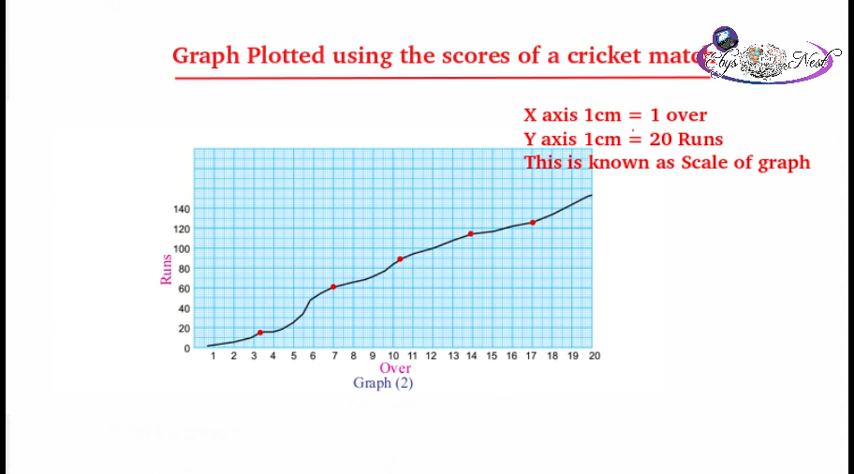 Graph Plotted using the scores of a cricket matc
Ebys Nest
X axis 1cm = 1 over
Y axis 1cm = 20 Runs
This is known as Scale of graph
140
120
100
80
60
40
20
0
Runs
1 2 3 4 5 6 7 8 9 10 11 12 13 14 15 16 17 18 19 20
Over
Graph (2)